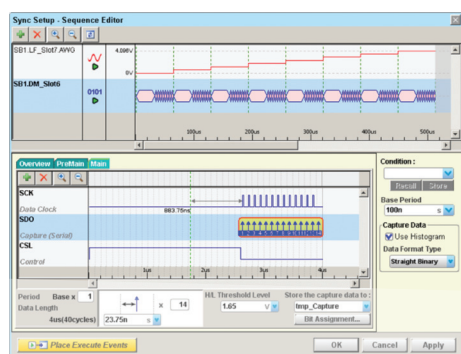 Sync Setup - Sequence Editor
SB1.LF_Slot7.AWG
4.096V
0V
SB1.DM_Slot6
0101
100us 200us 300us 400us 500us
Overview PreMain Main
SCK
Data Clock
883.75ns
SDO
Capture (Serial)
CSL
Control
1us 2us 3us 4us
Period Base x 1
Data Length
4us(40cycles)
23.75n s
x 14
H/L Threshold Level
1.65 V
Store the capture data to :
tmp_Capture
Bit Assignment...
Condition :
Recall State
Base Period
100n s
Capture Data
Use Histogram
Data Format Type
Straight Binary
Place Execute Events
OK Cancel Apply